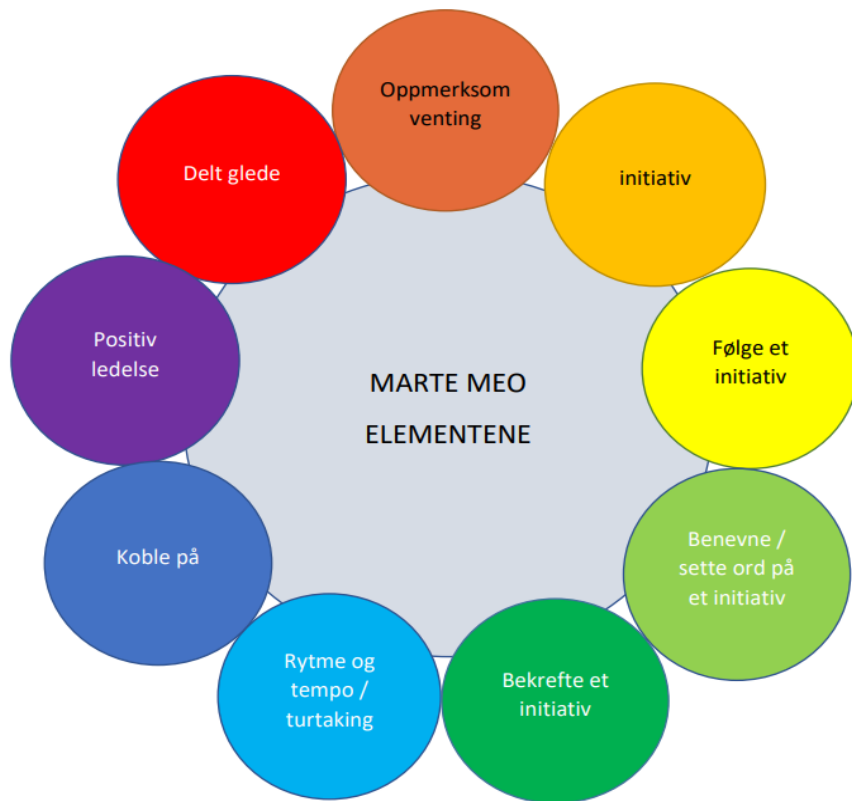 Oppmerksom
venting
initiativ
Følge et
initiativ
Benevne /
sette ord på
et initiativ
Bekrefte et
initiativ
Rytme og
tempo /
turtaking
Koble på
Positiv
ledelse
Delt glede
MARTE MEO
ELEMENTENE